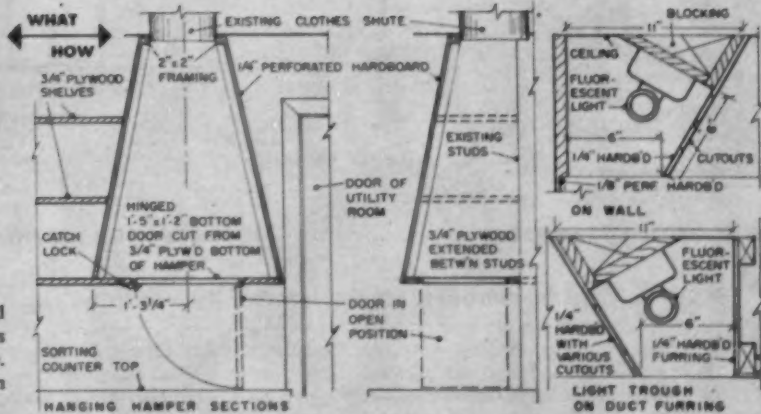 WHAT
HOW
EXISTING CLOTHES SHUTE
2" x 2"
FRAMING
1/4" PERFORATED HARDBOARD
3/4" PLYWOOD
SHELVES
HINGED
1'-5" x 1'-2" BOTTOM
DOOR CUT FROM
3/4" PLYW'D BOTTOM
OF HAMPER
CATCH
LOCK
1'-3 1/4"
SORTING
COUNTER TOP
HANGING HAMPER SECTIONS
DOOR OF
UTILITY
ROOM
DOOR IN
OPEN
POSITION
EXISTING
STUDS
3/4" PLYWOOD
EXTENDED
BETW'N STUDS
11"
BLOCKING
CEILING
FLUOR-
ESCENT
LIGHT
6"
6"
1/4" HARDB'D
CUTOUTS
1/8" PERF. HARDB'D
ON WALL
11"
FLUOR-
ESCENT
LIGHT
1/4"
HARDB'D
WITH
VARIOUS
CUTOUTS
6"
1/4" HARDB'D
FURRING
LIGHT TROUGH
ON DUCT FURRING